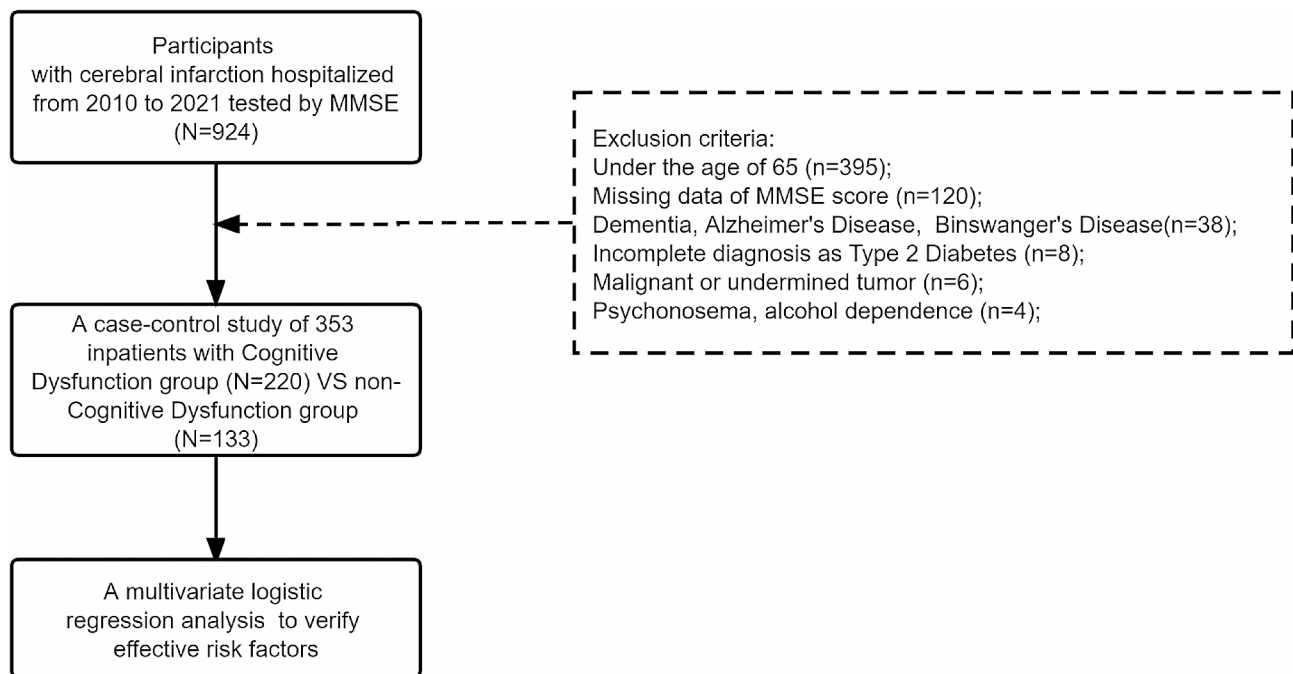 Participants
with cerebral infarction hospitalized
from 2010 to 2021 tested by MMSE
(N=924)
Exclusion criteria:
Under the age of 65 (n=395);
Missing data of MMSE score (n=120);
Dementia, Alzheimer's Disease, Binswanger's Disease(n=38);
Incomplete diagnosis as Type 2 Diabetes (n=8);
Malignant or undermined tumor (n=6);
Psychonosema, alcohol dependence (n=4);
A case-control study of 353
inpatients with Cognitive
Dysfunction group (N=220) VS non-
Cognitive Dysfunction group
(N=133)
A multivariate logistic
regression analysis to verify
effective risk factors